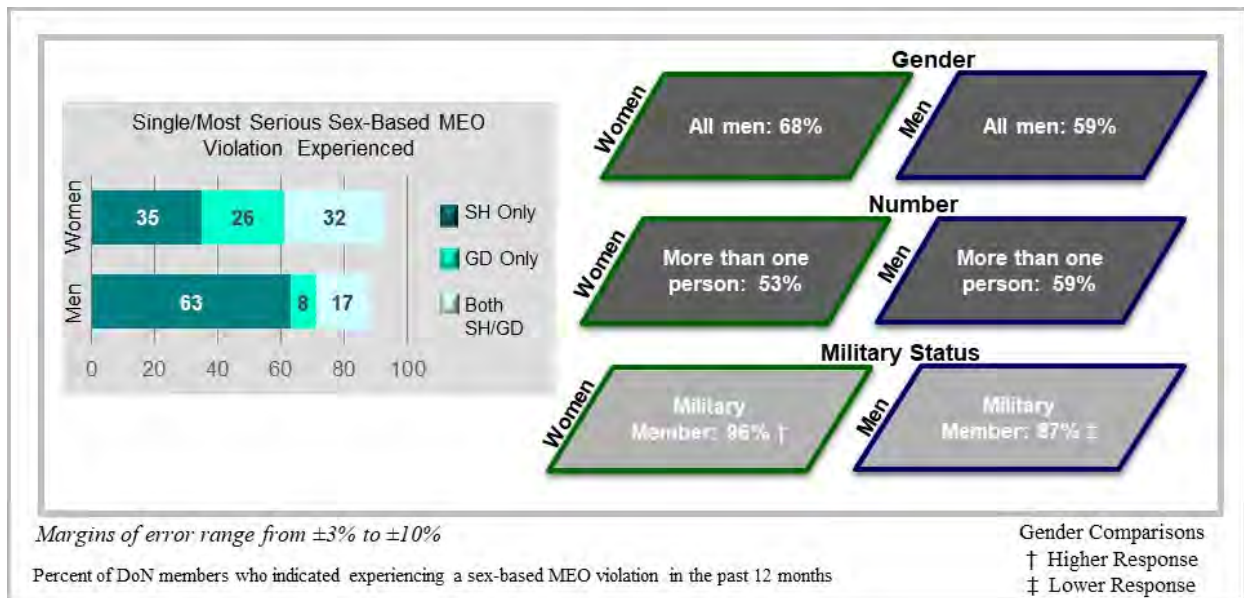 Single/Most Serious Sex-Based MEO
Violation Experienced
Women
35
26
32
Men
63
8
17
0
20
40
60
80
100
SH Only
GD Only
Both
SH/GD
Gender
Women
All men: 68%
Men
All men: 59%
Number
Women
More than one
person: 53%
Men
More than one
person: 59%
Military Status
Women
Military
Member: 96% †
Men
Military
Member: 87% ‡
Margins of error range from ±3% to ±10%
Percent of DoN members who indicated experiencing a sex-based MEO violation in the past 12 months
Gender Comparisons
† Higher Response
‡ Lower Response